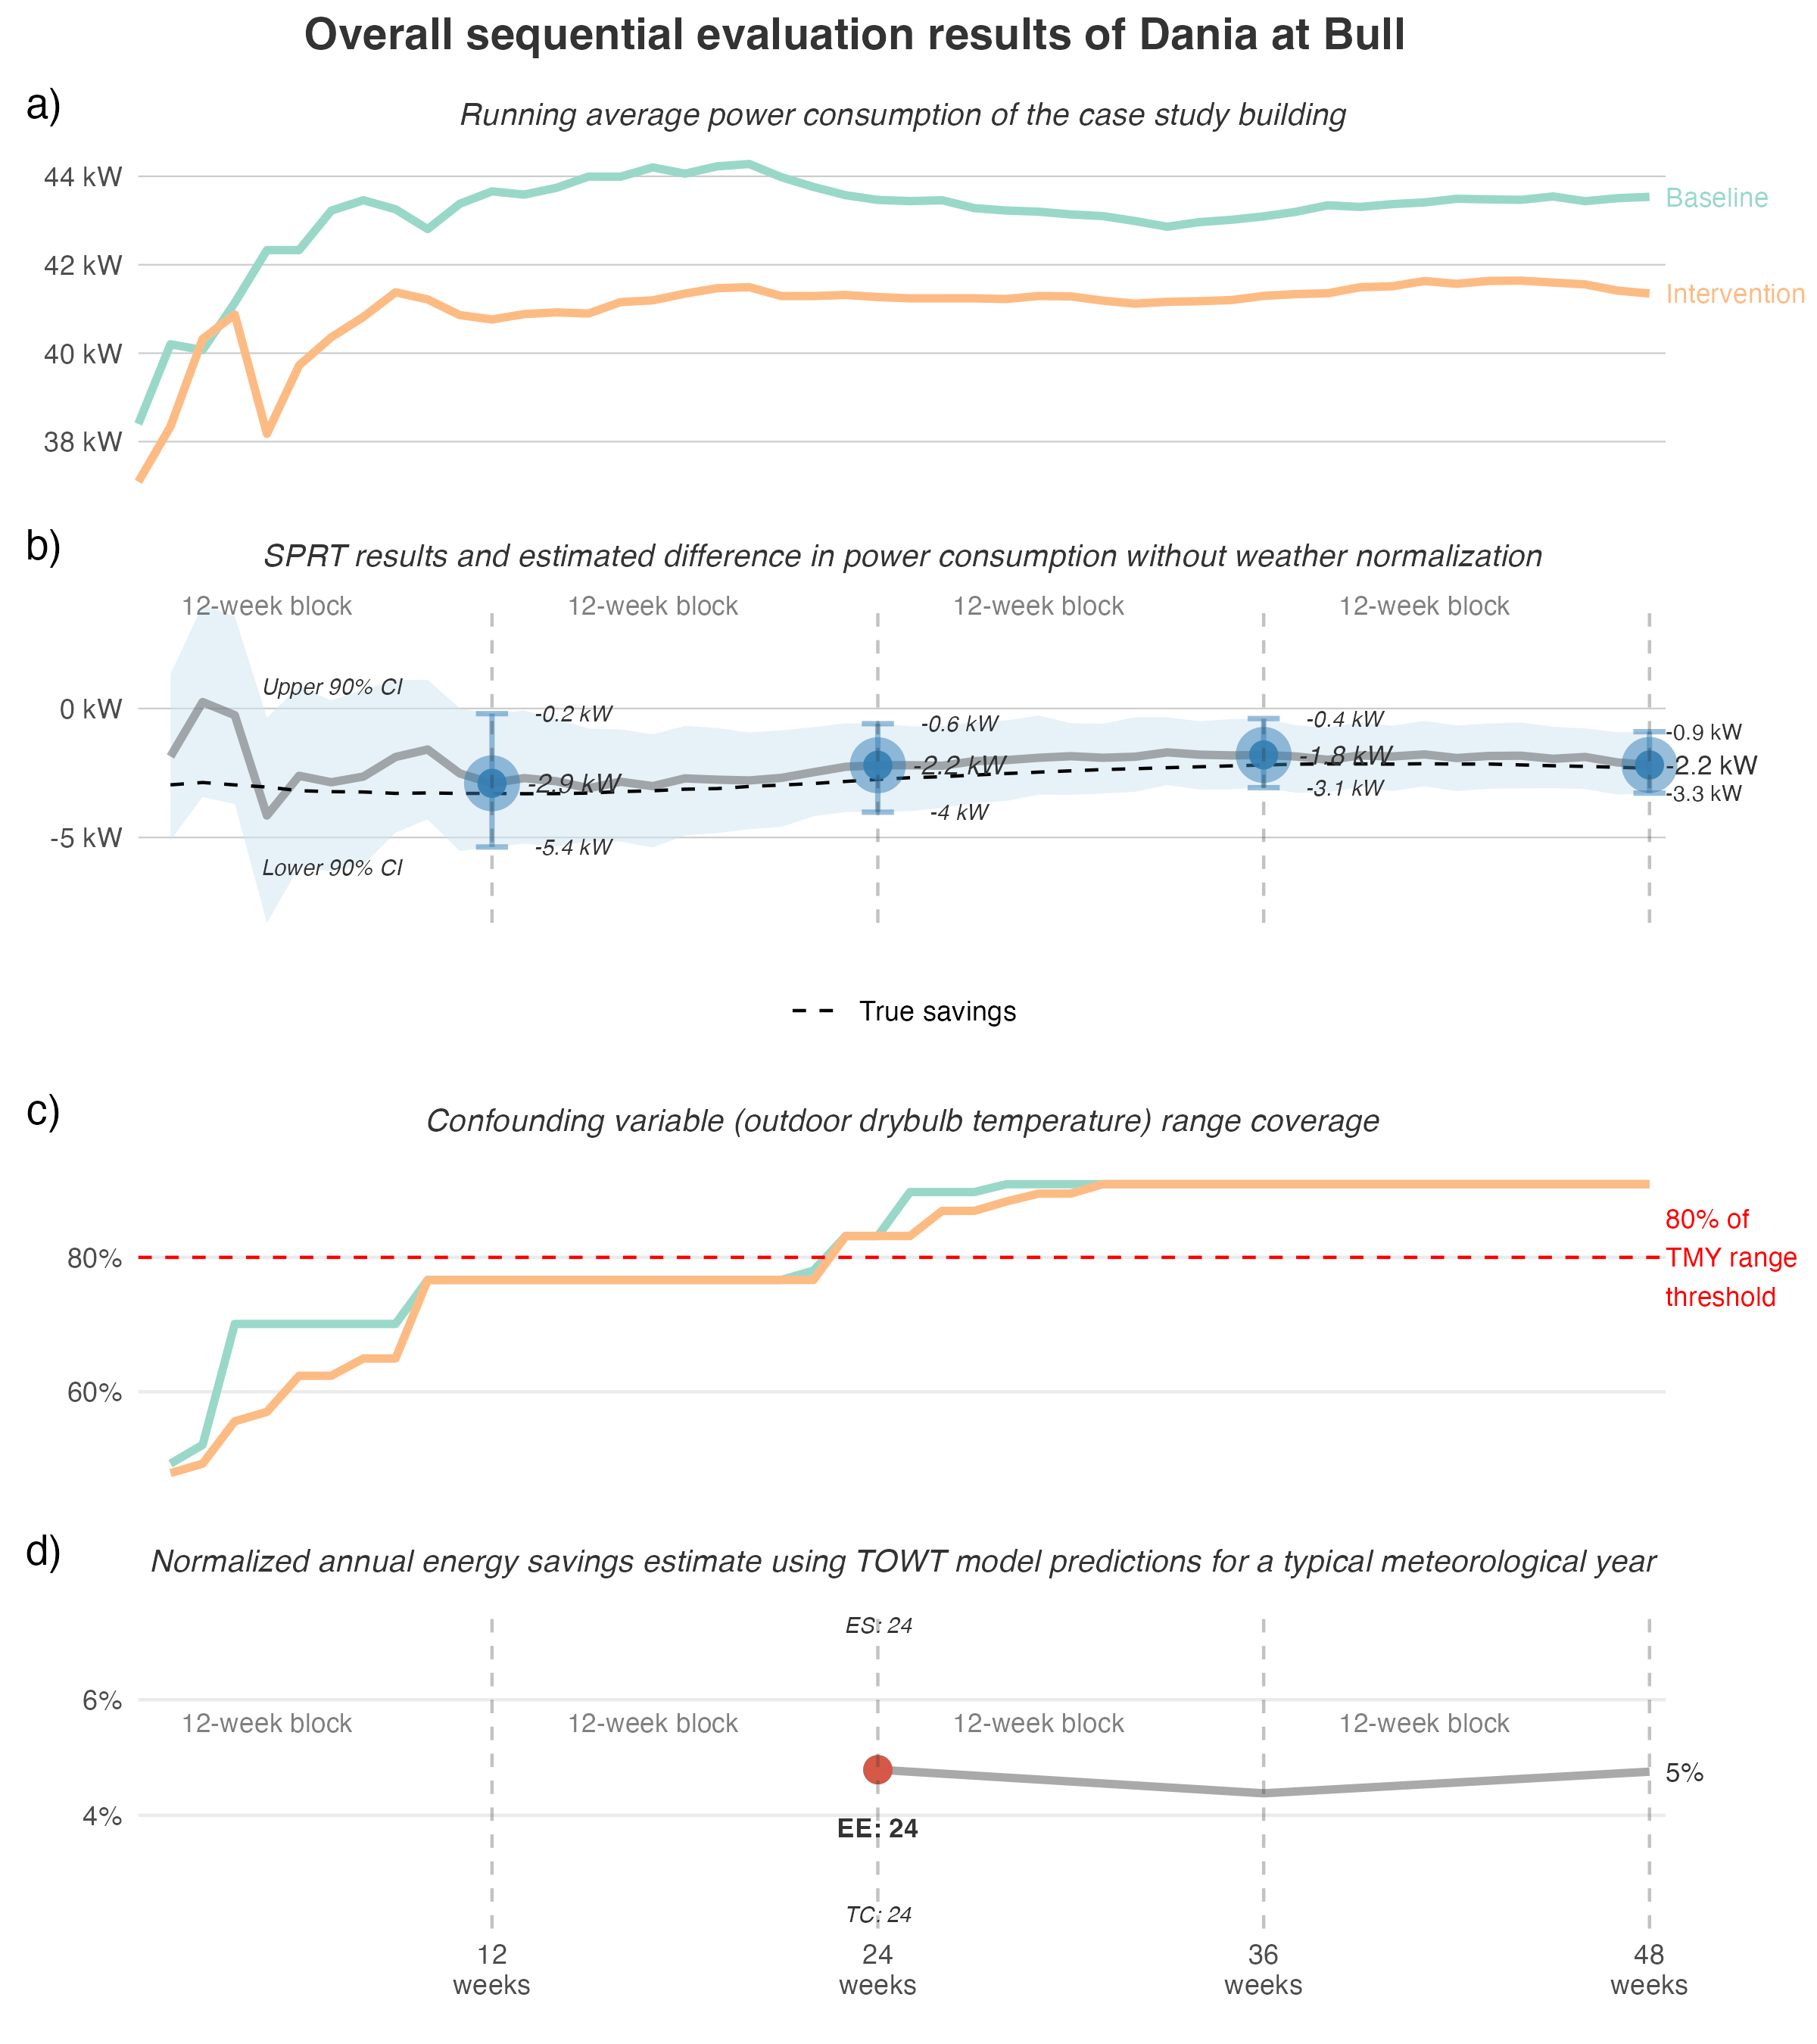 Overall sequential evaluation results of Dania at Bull
a)
Running average power consumption of the case study building
44 kW
42 kW
40 kW
38 kW
Baseline
Intervention
b)
SPRT results and estimated difference in power consumption without weather normalization
12-week block
12-week block
12-week block
12-week block
Upper 90% CI
Lower 90% CI
0 kW
-5 kW
-0.2 kW
-2.9 kW
-5.4 kW
-0.6 kW
-2.2 kW
-4 kW
-0.4 kW
-1.8 kW
-3.1 kW
-0.9 kW
-2.2 kW
-3.3 kW
True savings
c)
Confounding variable (outdoor drybulb temperature) range coverage
80%
60%
80% of
TMY range
threshold
d)
Normalized annual energy savings estimate using TOWT model predictions for a typical meteorological year
ES: 24
6%
12-week block
12-week block
12-week block
12-week block
5%
4%
EE: 24
TC: 24
12
weeks
24
weeks
36
weeks
48
weeks